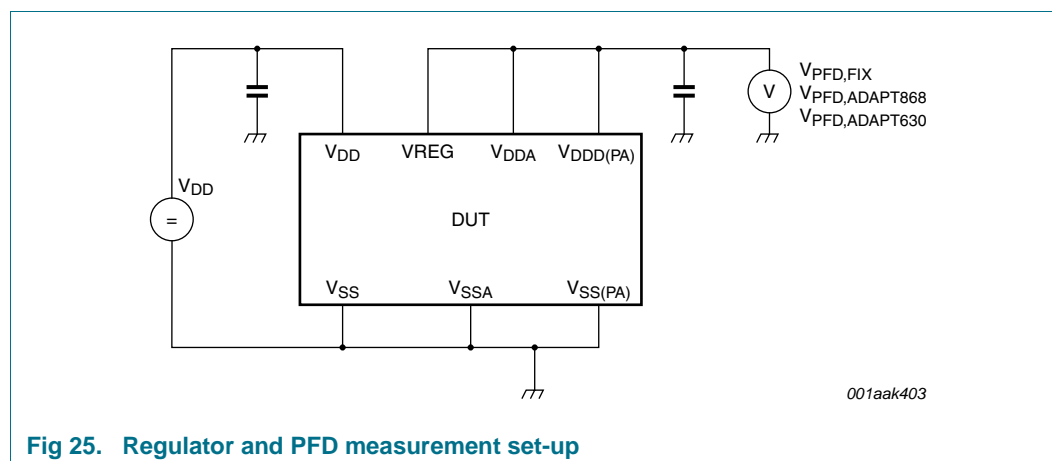 VPFD,FIX
V
VPFD,ADAPT868
VPFD,ADAPT630
VDD VREG VDDA VDDD(PA)
VDD
=
DUT
VSS VSSA VSS(PA)
001aak403
Fig 25. Regulator and PFD measurement set-up